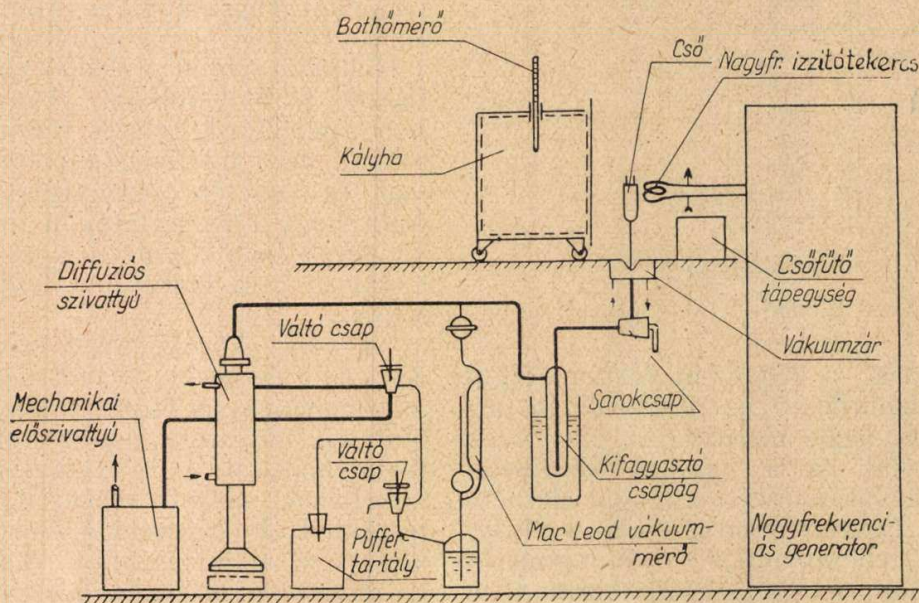 Bothőmérő
Cső
Nagyfr. izzítótekercs
Kályha
Diffuziós
szivattyú
Csőfűtő
tápegység
Váltó csap
Vákuumzár
Mechanikai
előszivattyú
Sarokcsap
Váltó
csap
Kifagyasztó
csapág
Mac Leod vákuum-
mérő
Puffer-
tartály
Nagyfrekvenci-
ás generátor